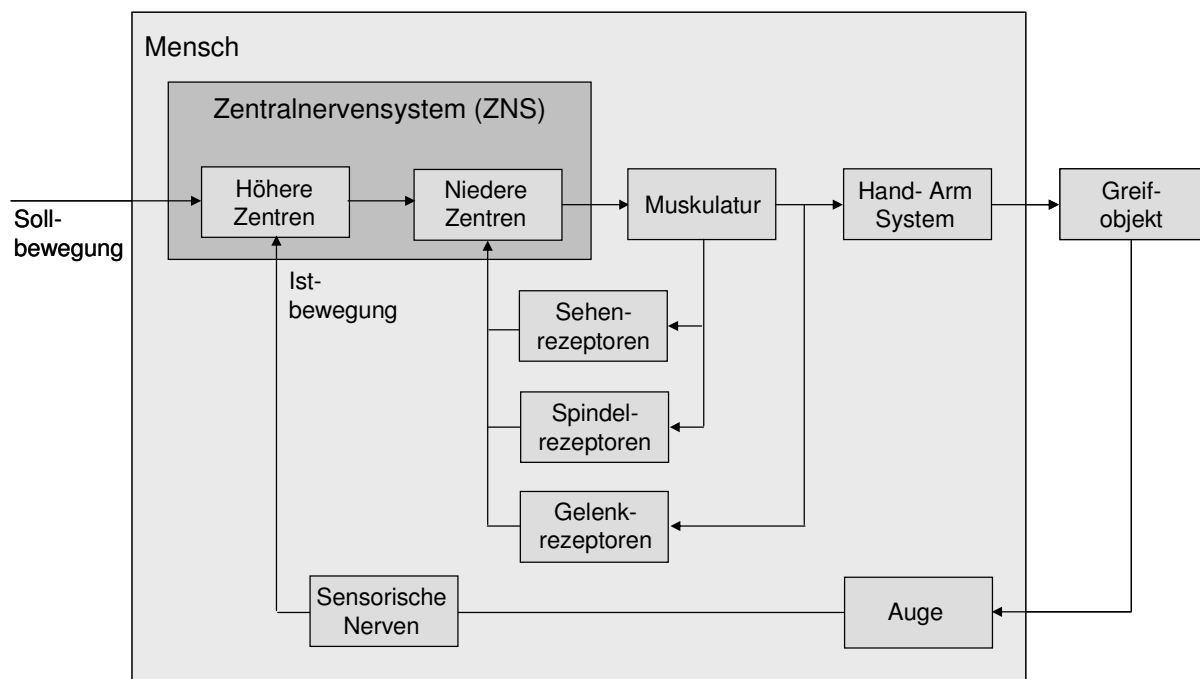 Mensch
Zentralnervensystem (ZNS)
Höhere
Zentren
Niedere
Zentren
Muskulatur
Hand- Arm
System
Greif-
objekt
Soll-
bewegung
Ist-
bewegung
Sehen-
rezeptoren
Spindel-
rezeptoren
Gelenk-
rezeptoren
Sensorische
Nerven
Auge